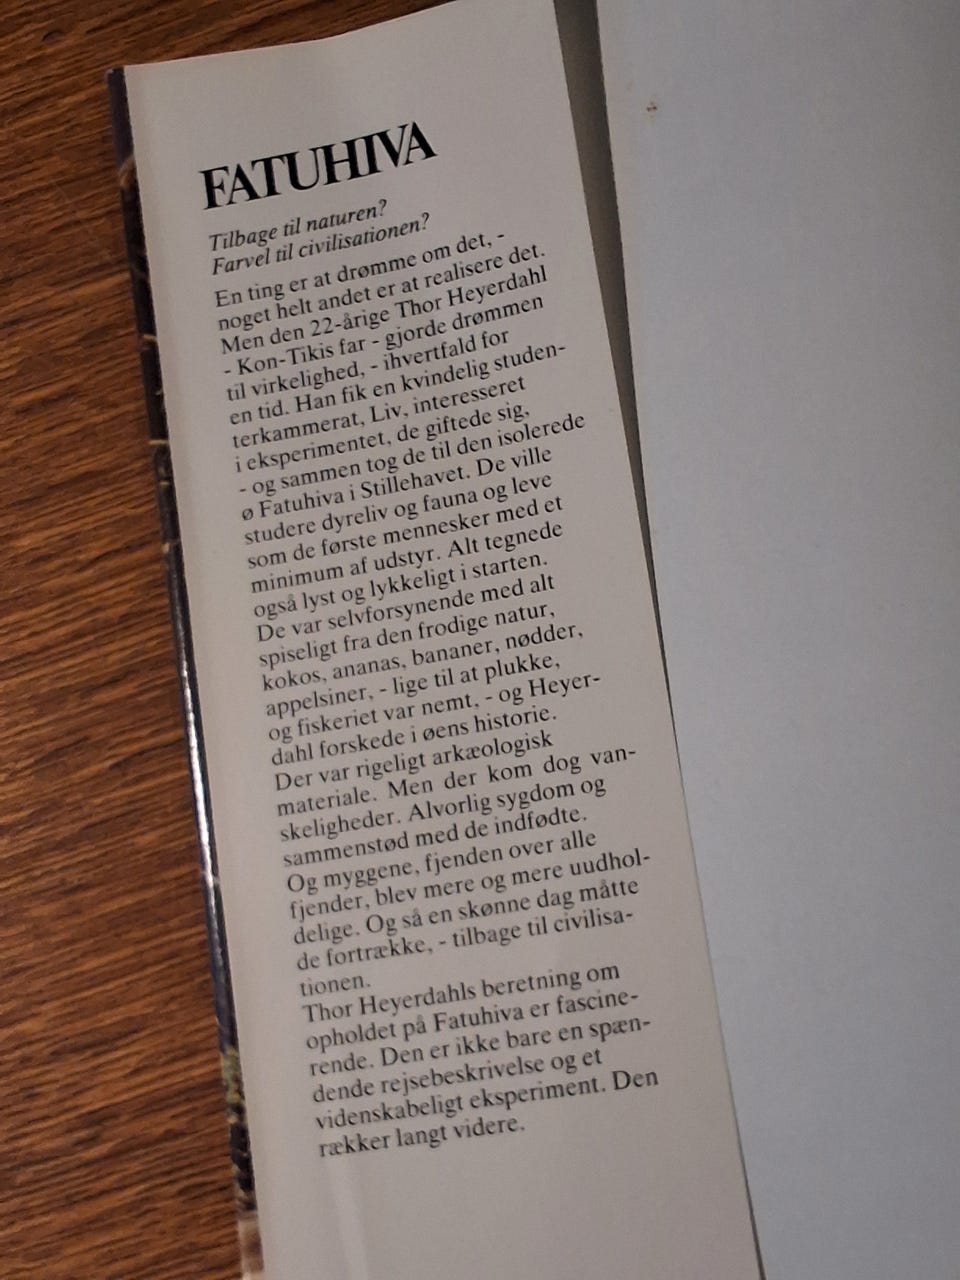 FATUHIVA
Tilbage til naturen?
Farvel til civilisationen?
En ting er at drømme om det, -
noget helt andet er at realisere det.
Men den 22-årige Thor Heyerdahl
- Kon-Tikis far - gjorde drømmen
til virkelighed, - ihvertfald for
en tid. Han fik en kvindelig studen-
terkammerat, Liv, interesseret
i eksperimentet, de giftede sig,
- og sammen tog de til den isolerede
ø Fatuhiva i Stillehavet. De ville
studere dyreliv og fauna og leve
som de første mennesker med et
minimum af udstyr. Alt tegnede
også lyst og lykkeligt i starten.
De var selvforsynende med alt
spiseligt fra den frodige natur,
kokos, ananas, bananer, nødder,
appelsiner, - lige til at plukke,
og fiskeriet var nemt, - og Heyer-
dahl forskede i øens historie.
Der var rigeligt arkæologisk
materiale. Men der kom dog van-
skeligheder. Alvorlig sygdom og
sammenstød med de indfødte.
Og myggene, fjenden over alle
fjender, blev mere og mere uudhol-
delige. Og så en skønne dag måtte
de fortrække, - tilbage til civilisa-
tionen.
Thor Heyerdahls beretning om
opholdet på Fatuhiva er fascine-
rende. Den er ikke bare en spæn-
dende rejsebeskrivelse og et
videnskabeligt eksperiment. Den
rækker langt videre.